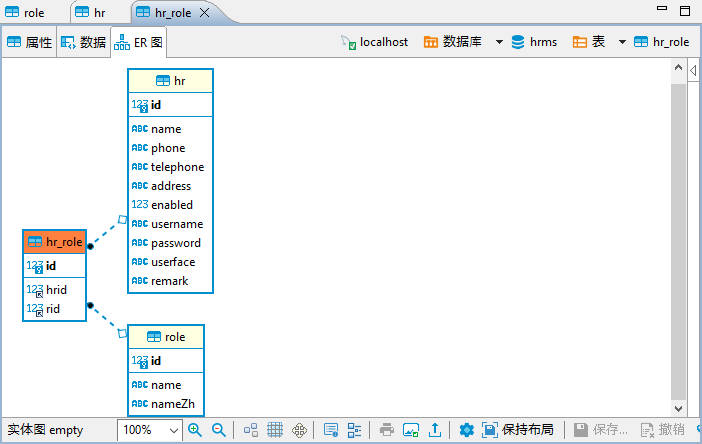 role hr hr_role
属性 数据 ER 图 localhost 数据库 hrms 表 hr_role
hr
123 id
ABC name
ABC phone
ABC telephone
ABC address
123 enabled
ABC username
ABC password
ABC userface
ABC remark
hr_role
123 id
123 hrid
123 rid
role
123 id
ABC name
ABC nameZh
实体图 empty 100% 保持布局 保存... 撤销